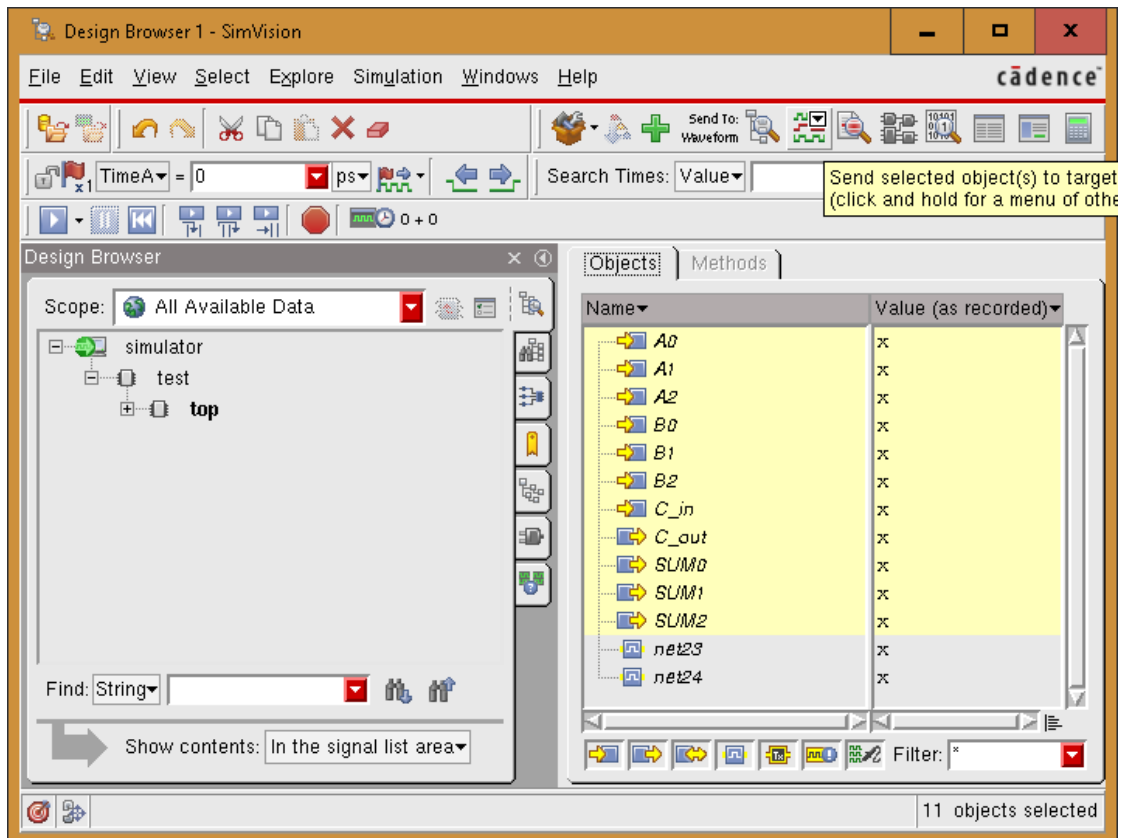 Design Browser 1 - SimVision
File Edit View Select Explore Simulation Windows Help
cādence
Send To:
Waveform
x1 TimeA = 0 ps Search Times: Value
Send selected object(s) to target
(click and hold for a menu of othe
0 + 0
Design Browser
Objects Methods
Scope: All Available Data
Name Value (as recorded)
simulator
test
top
A0 x
A1 x
A2 x
B0 x
B1 x
B2 x
C_in x
C_out x
SUM0 x
SUM1 x
SUM2 x
net23 x
net24 x
Find: String
Show contents: In the signal list area
Filter: *
11 objects selected